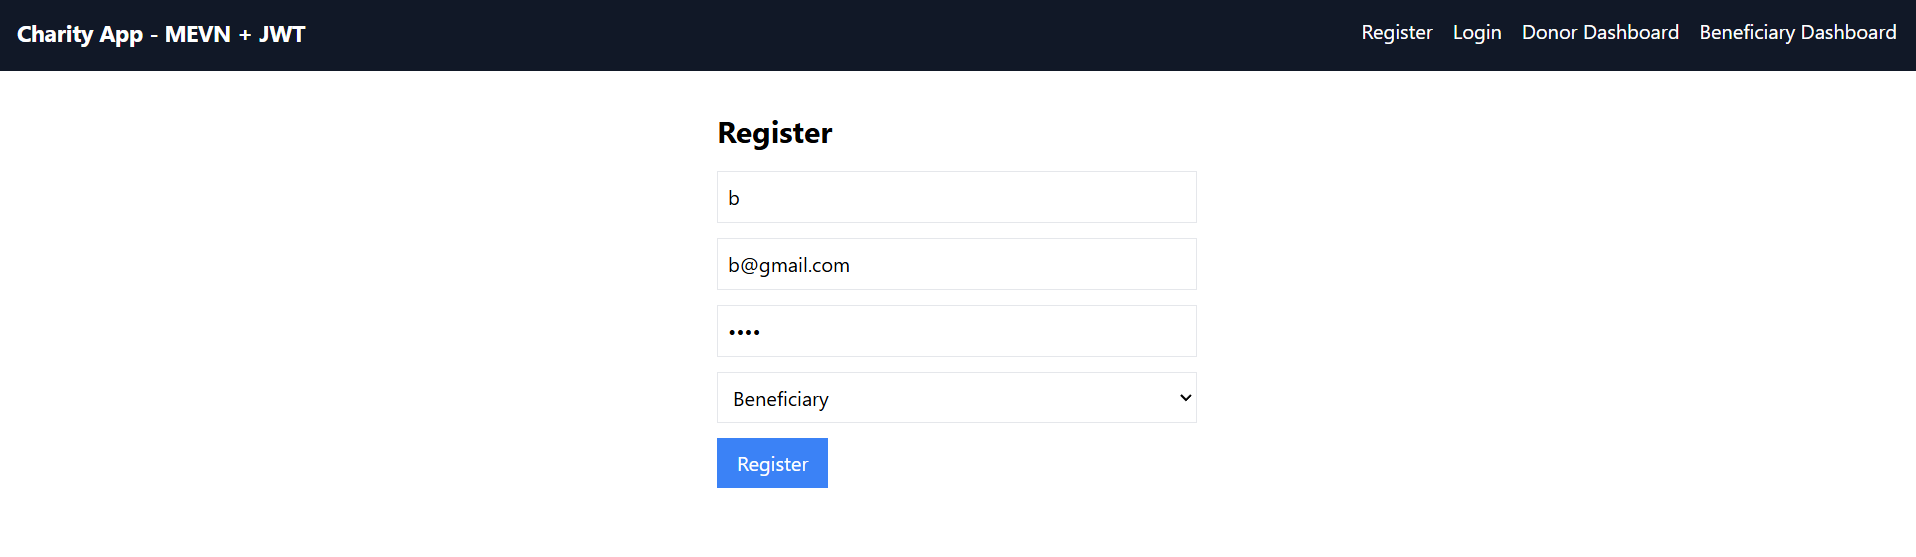 Charity App - MEVN + JWT
Register Login Donor Dashboard Beneficiary Dashboard
Register
b
b@gmail.com
••••
Beneficiary
Register